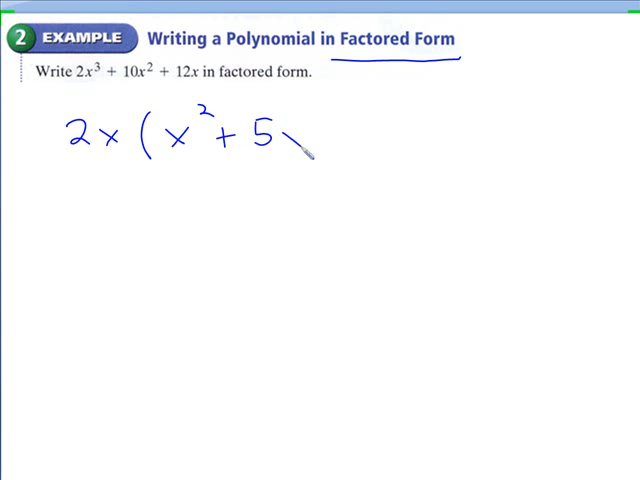 2 EXAMPLE Writing a Polynomial in Factored Form
Write 2x³ + 10x² + 12x in factored form.
2x (x² + 5